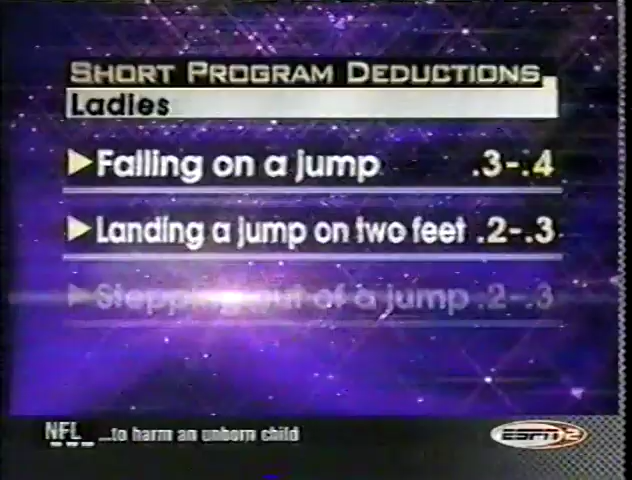 SHORT PROGRAM DEDUCTIONS
Ladies
Falling on a jump .3-.4
Landing a jump on two feet .2-.3
Stepping out of a jump .2-.3
NFL ...to harm an unborn child
ESPN2